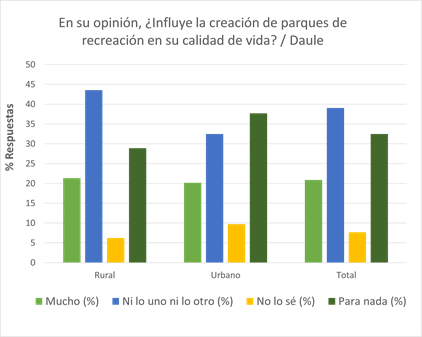 En su opinión, ¿Influye la creación de parques de
recreación en su calidad de vida? / Daule
% Respuestas
50
45
40
35
30
25
20
15
10
5
0
Rural
Urbano
Total
Mucho (%)
Ni lo uno ni lo otro (%)
No lo sé (%)
Para nada (%)